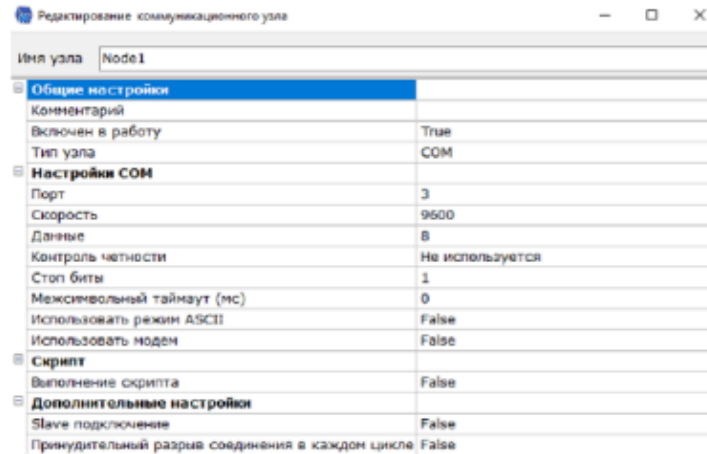 Редактирование коммуникационного узла
Имя узла Node1
Общие настройки
Комментарий
Включен в работу True
Тип узла COM
Настройки COM
Порт 3
Скорость 9600
Данные 8
Контроль четности Не используется
Стоп биты 1
Межсимвольный таймаут (мс) 0
Использовать режим ASCII False
Использовать модем False
Скрипт
Выполнение скрипта False
Дополнительные настройки
Slave подключение False
Принудительный разрыв соединения в каждом цикле False